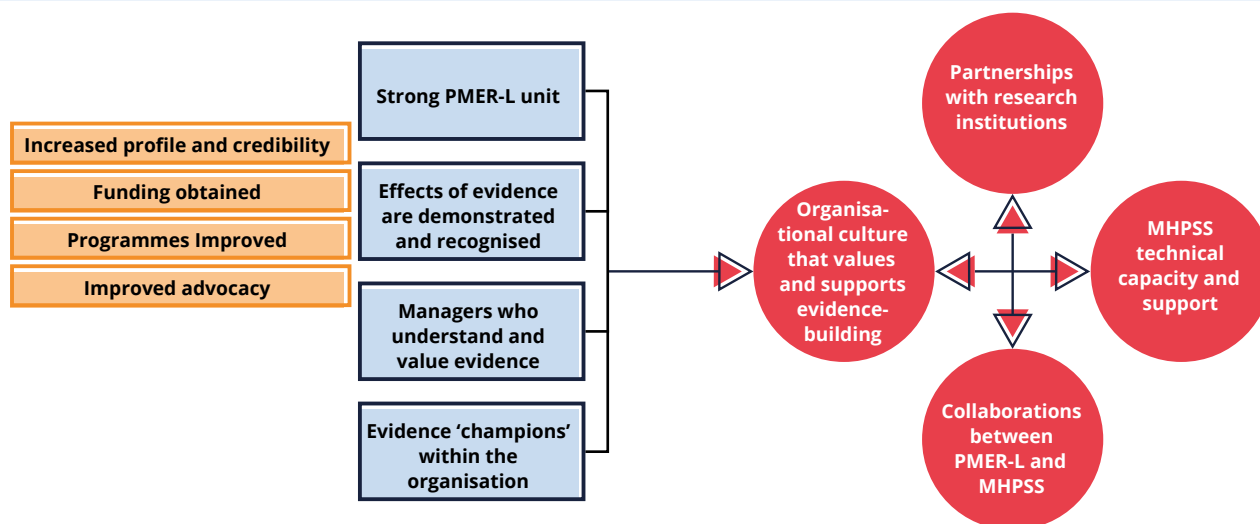 Increased profile and credibility
Funding obtained
Programmes Improved
Improved advocacy
Strong PMER-L unit
Effects of evidence
are demonstrated
and recognised
Managers who
understand and
value evidence
Evidence ‘champions’
within the
organisation
Organisa-
tional culture
that values
and supports
evidence-
building
Partnerships
with research
institutions
MHPSS
technical
capacity and
support
Collaborations
between
PMER-L and
MHPSS